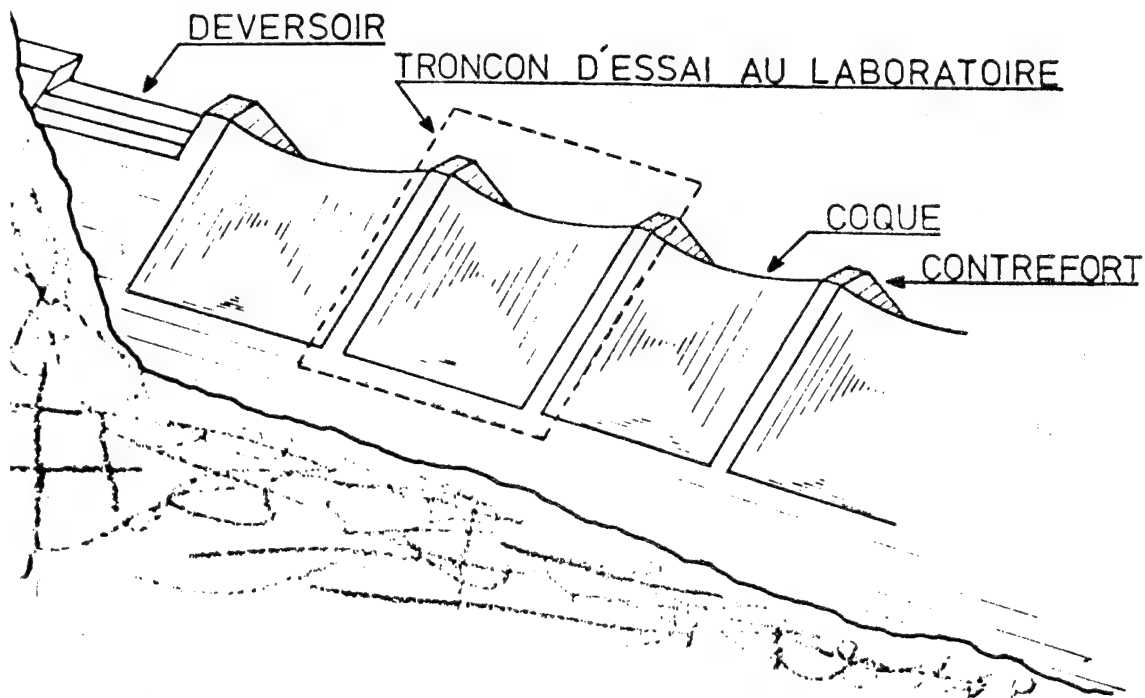 DEVERSOIR
TRONCON D'ESSAI AU LABORATOIRE
COQUE
CONTREFORT